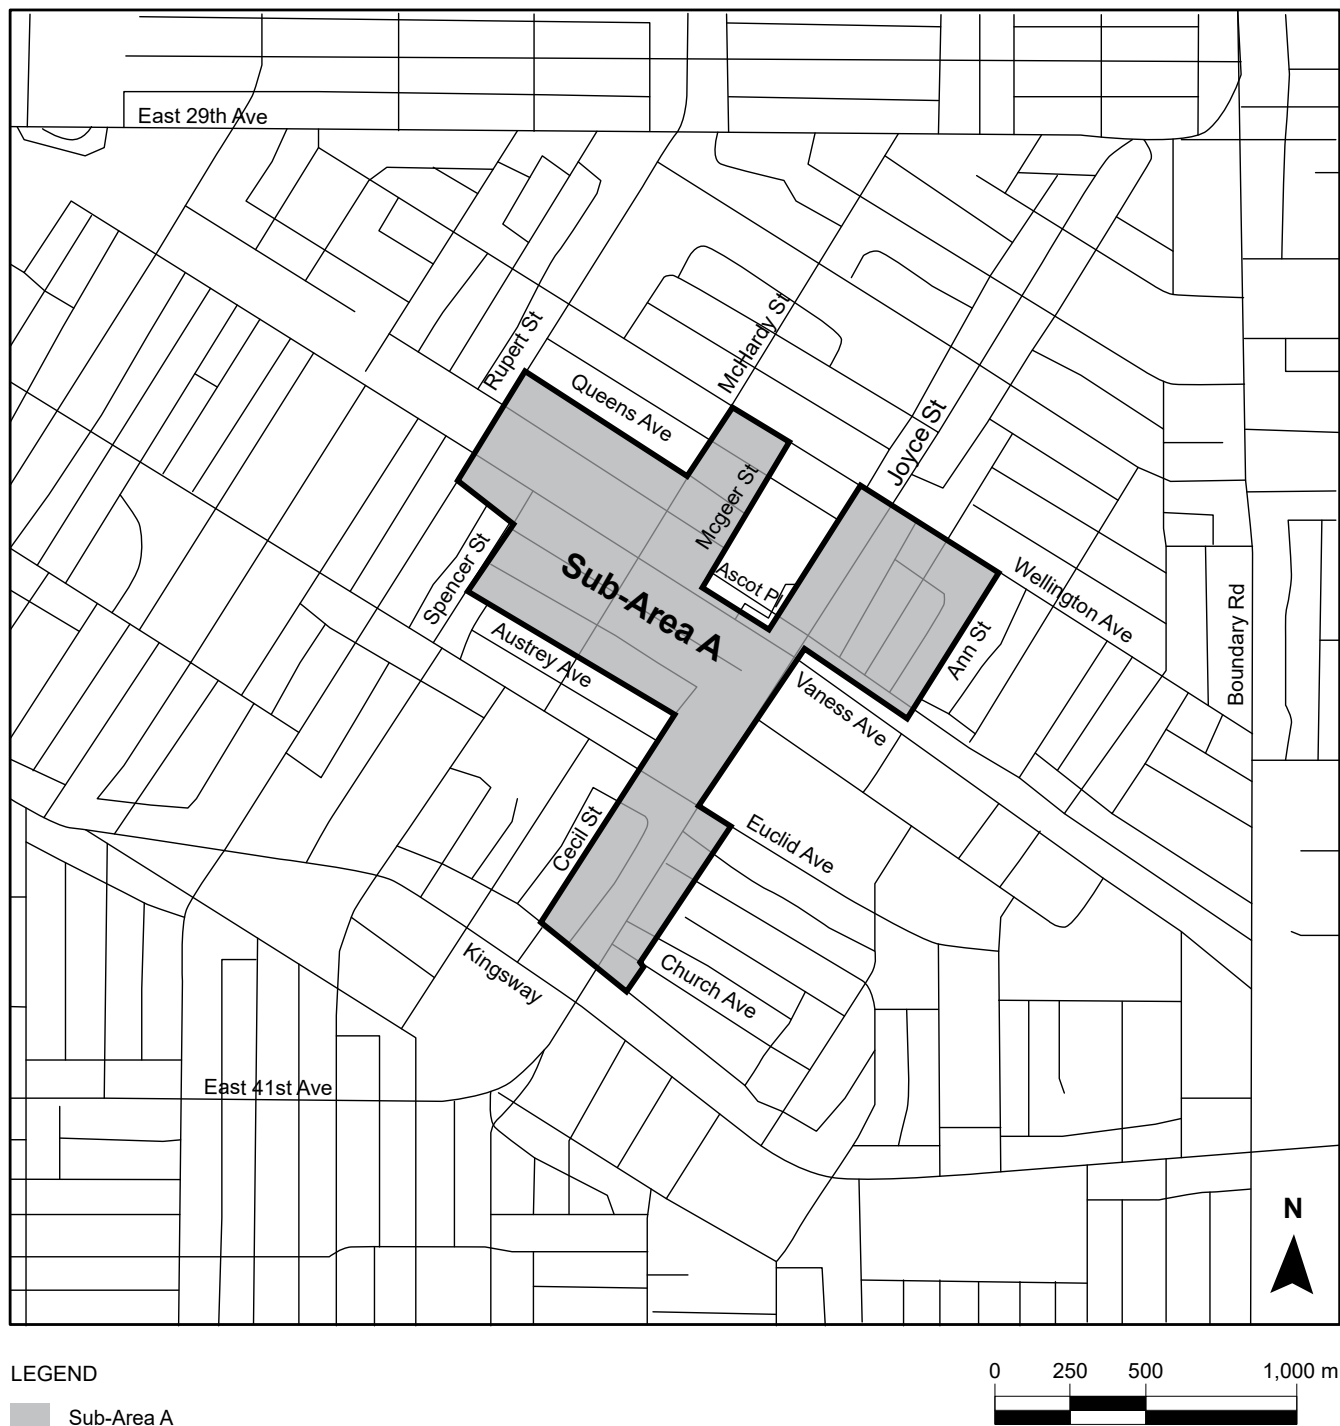 East 29th Ave
McHardy St
Rupert St
Queens Ave
Joyce St
Mcgeer St
Spencer St
Sub-Area A
Ascot Pl
Wellington Ave
Boundary Rd
Ann St
Austrey Ave
Vaness Ave
Cecil St
Euclid Ave
Kingsway
Church Ave
East 41st Ave
N
LEGEND
Sub-Area A
0 250 500 1,000 m